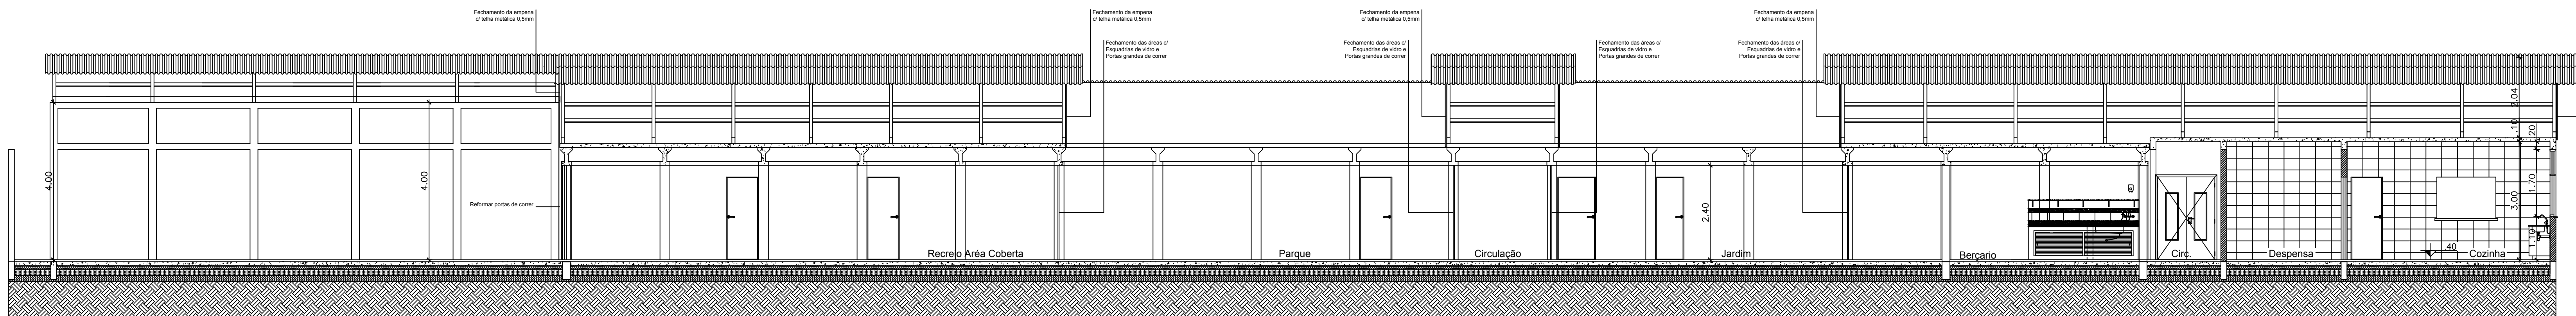 Fechamento da empena
c/ telha metálica 0,5mm
Fechamento da empena
c/ telha metálica 0,5mm
Fechamento da empena
c/ telha metálica 0,5mm
Fechamento da empena
c/ telha metálica 0,5mm
Fechamento das áreas c/
Esquadrias de vidro e
Portas grandes de correr
Fechamento das áreas c/
Esquadrias de vidro e
Portas grandes de correr
Fechamento das áreas c/
Esquadrias de vidro e
Portas grandes de correr
Fechamento das áreas c/
Esquadrias de vidro e
Portas grandes de correr
2.04
.10
.20
4.00
4.00
1.70
3.00
Reformar portas de correr
2.40
1.10
.40
Recreio Aréa Coberta
Parque
Circulação
Jardim
Berçario
Circ.
Despensa
Cozinha